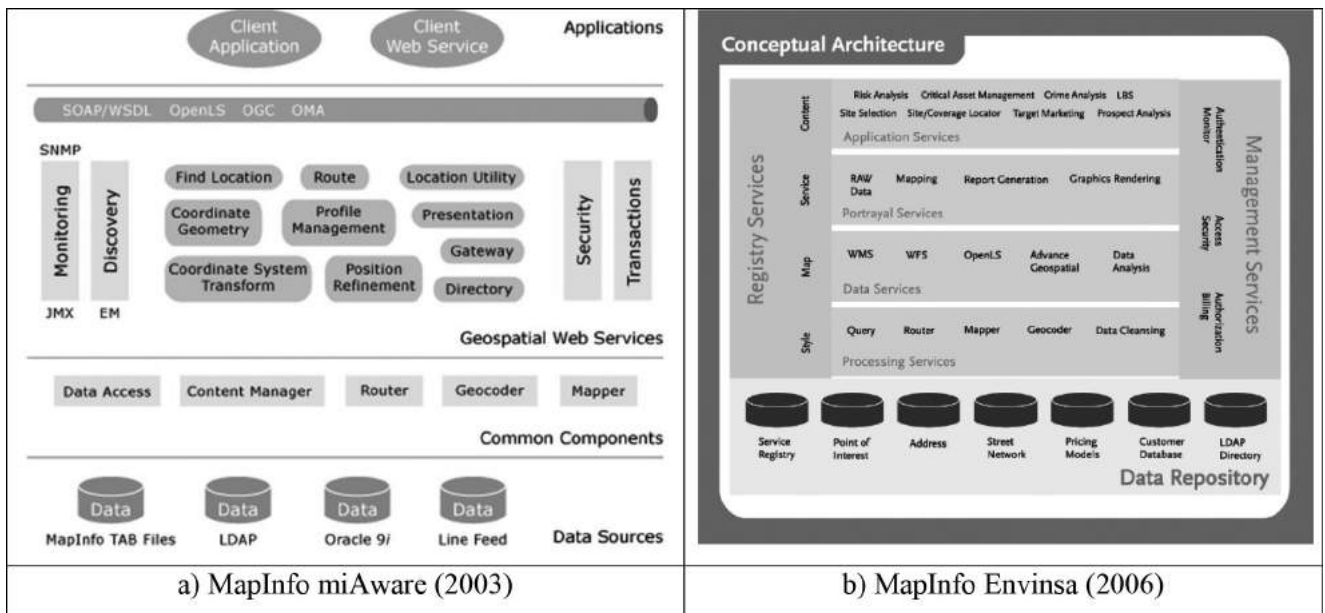 Client
Application
Client
Web Service
Applications
SOAP/WSDL OpenLS OGC OMA
SNMP
Monitoring
JMX
Discovery
EM
Find Location
Route
Location Utility
Coordinate
Geometry
Profile
Management
Presentation
Gateway
Coordinate System
Transform
Position
Refinement
Directory
Security
Transactions
Geospatial Web Services
Data Access
Content Manager
Router
Geocoder
Mapper
Common Components
Data
Data
Data
Data
MapInfo TAB Files
LDAP
Oracle 9i
Line Feed
Data Sources
a) MapInfo miAware (2003)
Conceptual Architecture
Registry Services
Content
Service
Map
Style
Risk Analysis Critical Asset Management Crime Analysis LBS
Site Selection Site/Coverage Locator Target Marketing Prospect Analysis
Application Services
RAW
Data
Mapping
Report Generation
Graphics Rendering
Portrayal Services
WMS
WFS
OpenLS
Advance
Geospatial
Data
Analysis
Data Services
Query
Router
Mapper
Geocoder
Data Cleansing
Processing Services
Authentication
Monitor
Access
Security
Authorization
Billing
Management Services
Service
Registry
Point of
Interest
Address
Street
Network
Pricing
Models
Customer
Database
LDAP
Directory
Data Repository
b) MapInfo Envinsa (2006)